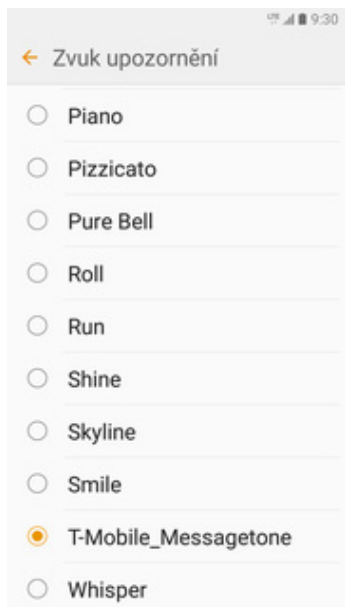 9:30
Zvuk upozornění
Piano
Pizzicato
Pure Bell
Roll
Run
Shine
Skyline
Smile
T-Mobile_Messagetone
Whisper